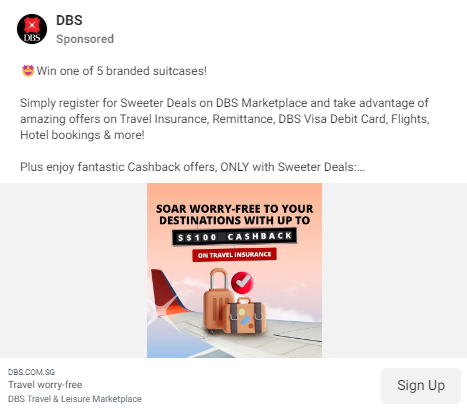 DBS
DBS
Sponsored
🤩Win one of 5 branded suitcases!
Simply register for Sweeter Deals on DBS Marketplace and take advantage of
amazing offers on Travel Insurance, Remittance, DBS Visa Debit Card, Flights,
Hotel bookings & more!
Plus enjoy fantastic Cashback offers, ONLY with Sweeter Deals:...
SOAR WORRY-FREE TO YOUR
DESTINATIONS WITH UP TO
S$100 CASHBACK
ON TRAVEL INSURANCE
DBS.COM.SG
Travel worry-free
DBS Travel & Leisure Marketplace
Sign Up